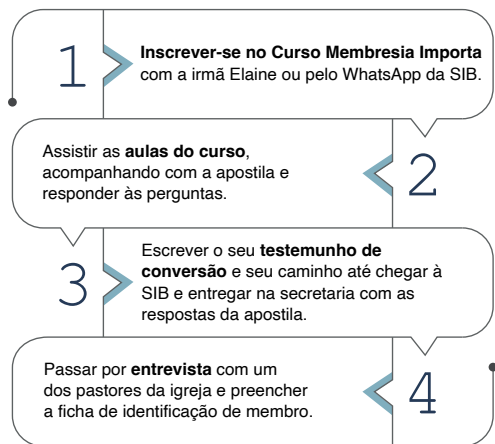 1
Inscrever-se no Curso Membresia Importa
com a irmã Elaine ou pelo WhatsApp da SIB.
Assistir as aulas do curso,
acompanhando com a apostila e
responder às perguntas.
2
3
Escrever o seu testemunho de
conversão e seu caminho até chegar à
SIB e entregar na secretaria com as
respostas da apostila.
Passar por entrevista com um
dos pastores da igreja e preencher
a ficha de identificação de membro.
4